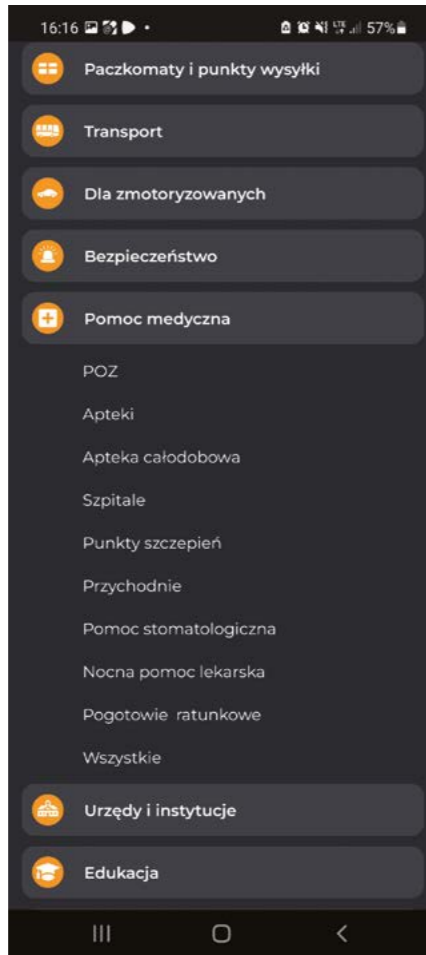 16:16 57%
Paczkomaty i punkty wysyłki
Transport
Dla zmotoryzowanych
Bezpieczeństwo
Pomoc medyczna
POZ
Apteki
Apteka całodobowa
Szpitale
Punkty szczepień
Przychodnie
Pomoc stomatologiczna
Nocna pomoc lekarska
Pogotowie ratunkowe
Wszystkie
Urzędy i instytucje
Edukacja